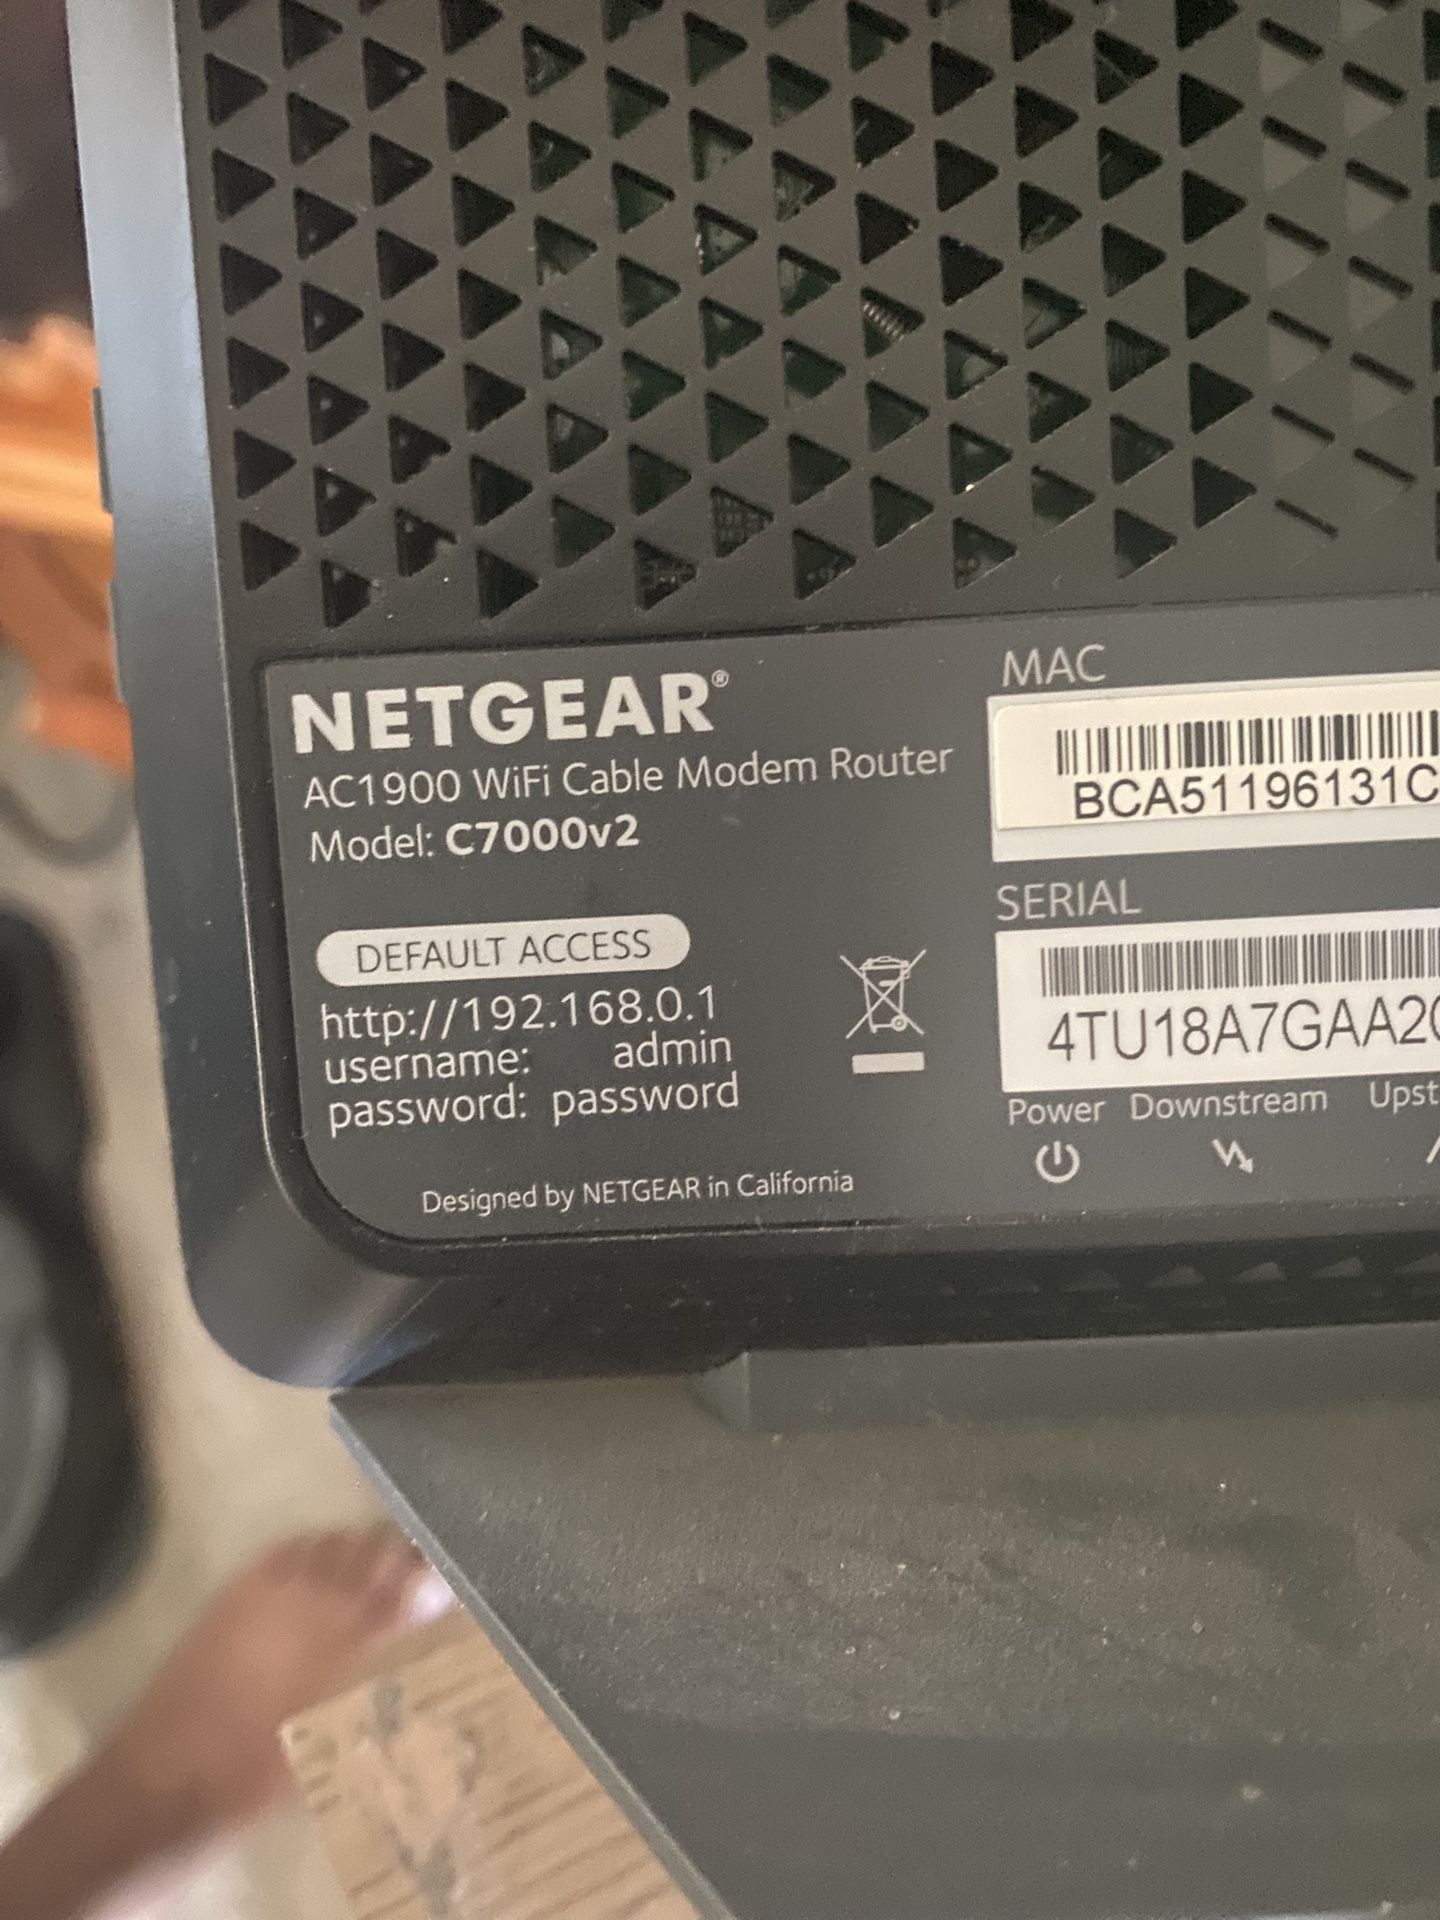 NETGEAR®
AC1900 WiFi Cable Modem Router
Model: C7000v2
DEFAULT ACCESS
http://192.168.0.1
username: admin
password: password
Designed by NETGEAR in California
MAC
BCA51196131C
SERIAL
4TU18A7GAA2
Power Downstream Upst